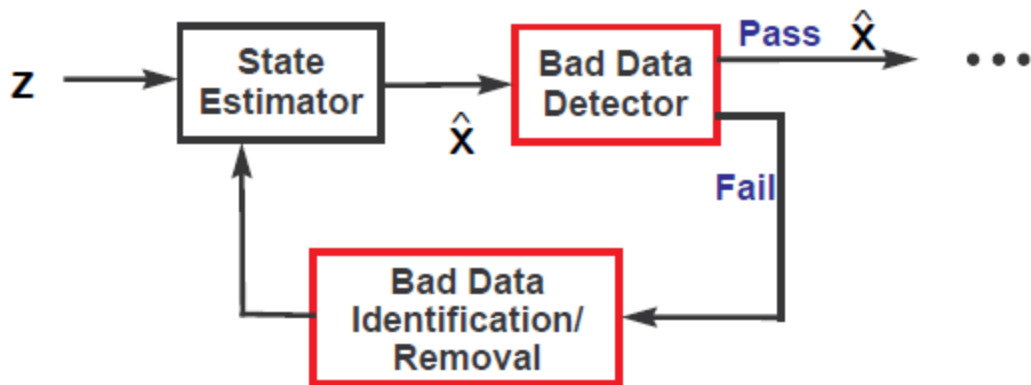 Z
State
Estimator
x̂
Bad Data
Detector
Pass x̂
...
Fail
Bad Data
Identification/
Removal